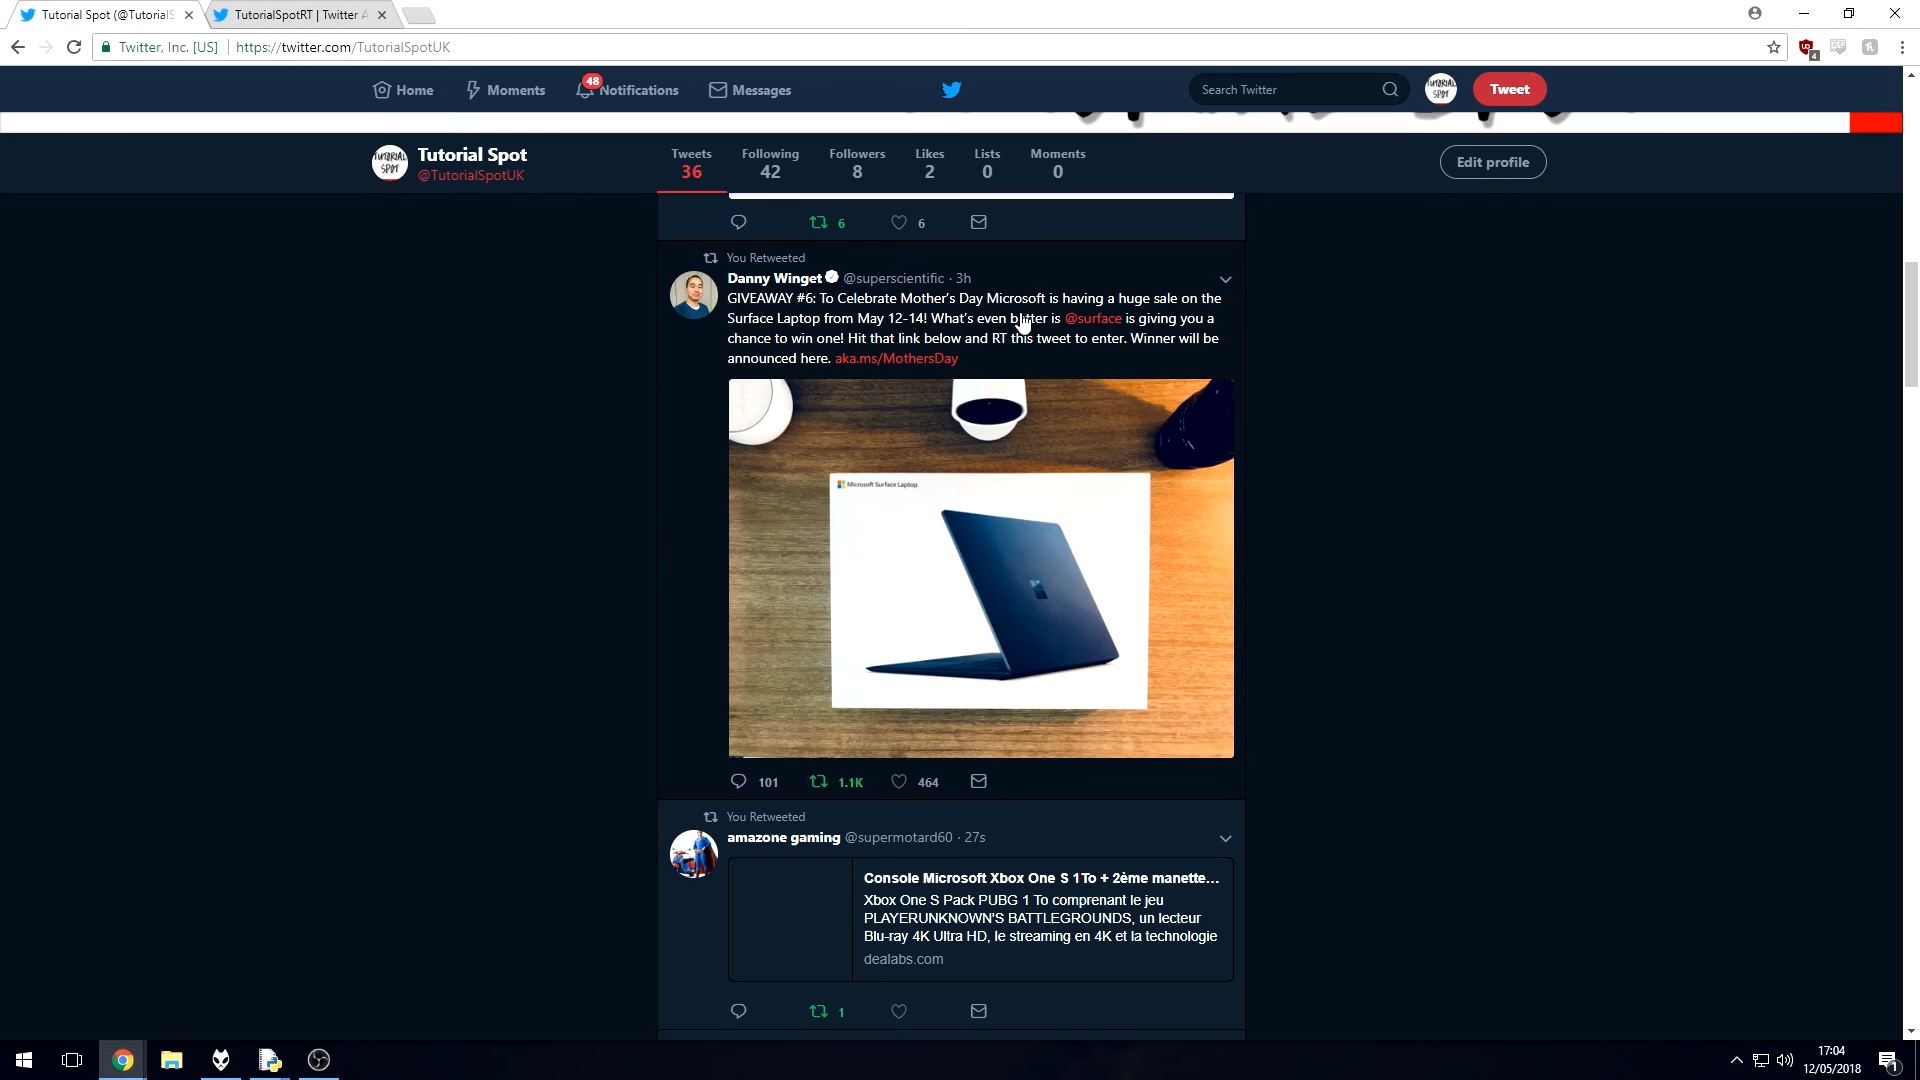 Tutorial Spot (@TutorialS
TutorialSpotRT | Twitter A
Twitter, Inc. [US]
https://twitter.com/TutorialSpotUK
4
Home
Moments
48
Notifications
Messages
Search Twitter
TUTORIAL
SPOT
Tweet
TUTORIAL
SPOT
Tutorial Spot
@TutorialSpotUK
Tweets
36
Following
42
Followers
8
Likes
2
Lists
0
Moments
0
Edit profile
6
6
You Retweeted
Danny Winget @superscientific · 3h
GIVEAWAY #6: To Celebrate Mother's Day Microsoft is having a huge sale on the
Surface Laptop from May 12-14! What's even bitter is @surface is giving you a
chance to win one! Hit that link below and RT this tweet to enter. Winner will be
announced here. aka.ms/MothersDay
Microsoft Surface Laptop
101
1.1K
464
You Retweeted
amazone gaming @supermotard60 · 27s
Console Microsoft Xbox One S 1To + 2ème manette...
Xbox One S Pack PUBG 1 To comprenant le jeu
PLAYERUNKNOWN'S BATTLEGROUNDS, un lecteur
Blu-ray 4K Ultra HD, le streaming en 4K et la technologie
dealabs.com
1
17:04
12/05/2018
1